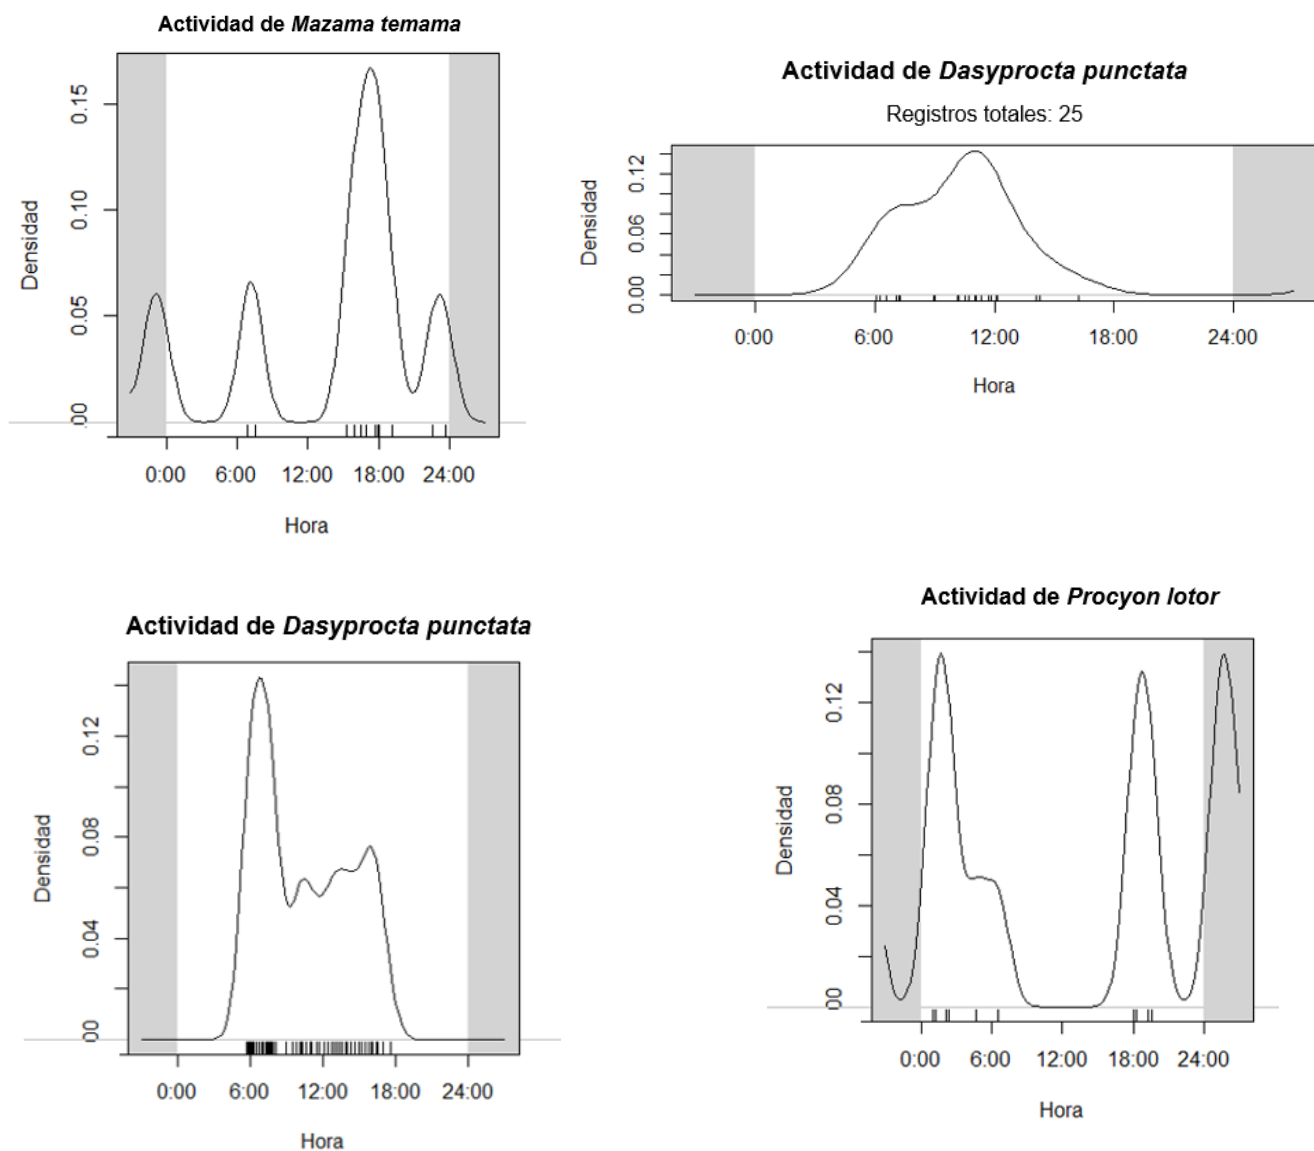 Actividad de Mazama temama
Densidad
0.15
0.10
0.05
.00
0:00 6:00 12:00 18:00 24:00
Hora
Actividad de Dasyprocta punctata
Registros totales: 25
Densidad
0.12
0.06
0.00
0:00 6:00 12:00 18:00 24:00
Hora
Actividad de Dasyprocta punctata
Densidad
0.12
0.08
0.04
00
0:00 6:00 12:00 18:00 24:00
Hora
Actividad de Procyon lotor
Densidad
0.12
0.08
0.04
00
0:00 6:00 12:00 18:00 24:00
Hora